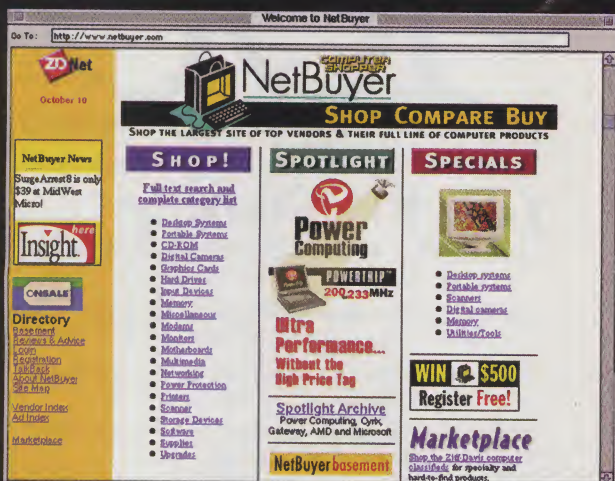 Welcome to NetBuyer
Go To: http://www.netbuyer.com
ZDNet
October 10
NetBuyer News
SurgeArrest8 is only
$39 at MidWest
Micro!
Insight. here
ONSALE
Directory
Basement
Reviews & Advice
Login
Registration
TalkBack
About NetBuyer
Site Map
Vendor Index
Ad Index
Marketplace
COMPUTER
SHOPPER
NetBuyer
SHOP COMPARE BUY
SHOP THE LARGEST SITE OF TOP VENDORS & THEIR FULL LINE OF COMPUTER PRODUCTS
SHOP!
Full text search and
complete category list
Desktop Systems
Portable Systems
CD-ROM
Digital Cameras
Graphics Cards
Hard Drives
Input Devices
Memory
Miscellaneous
Modems
Monitors
Motherboards
Multimedia
Networking
Power Protection
Printers
Scanner
Storage Devices
Software
Supplies
Upgrades
SPOTLIGHT
Power
Computing
POWERTRIP
200,233MHz
Ultra
Performance...
Without the
High Price Tag
Spotlight Archive
Power Computing, Cyrix,
Gateway, AMD and Microsoft
NetBuyer basement
SPECIALS
Desktop systems
Portable systems
Scanners
Digital cameras
Memory
Utilities/Tools
WIN $500
Register Free!
Marketplace
Shop the Ziff-Davis computer
classifieds for specialty and
hard-to-find products.